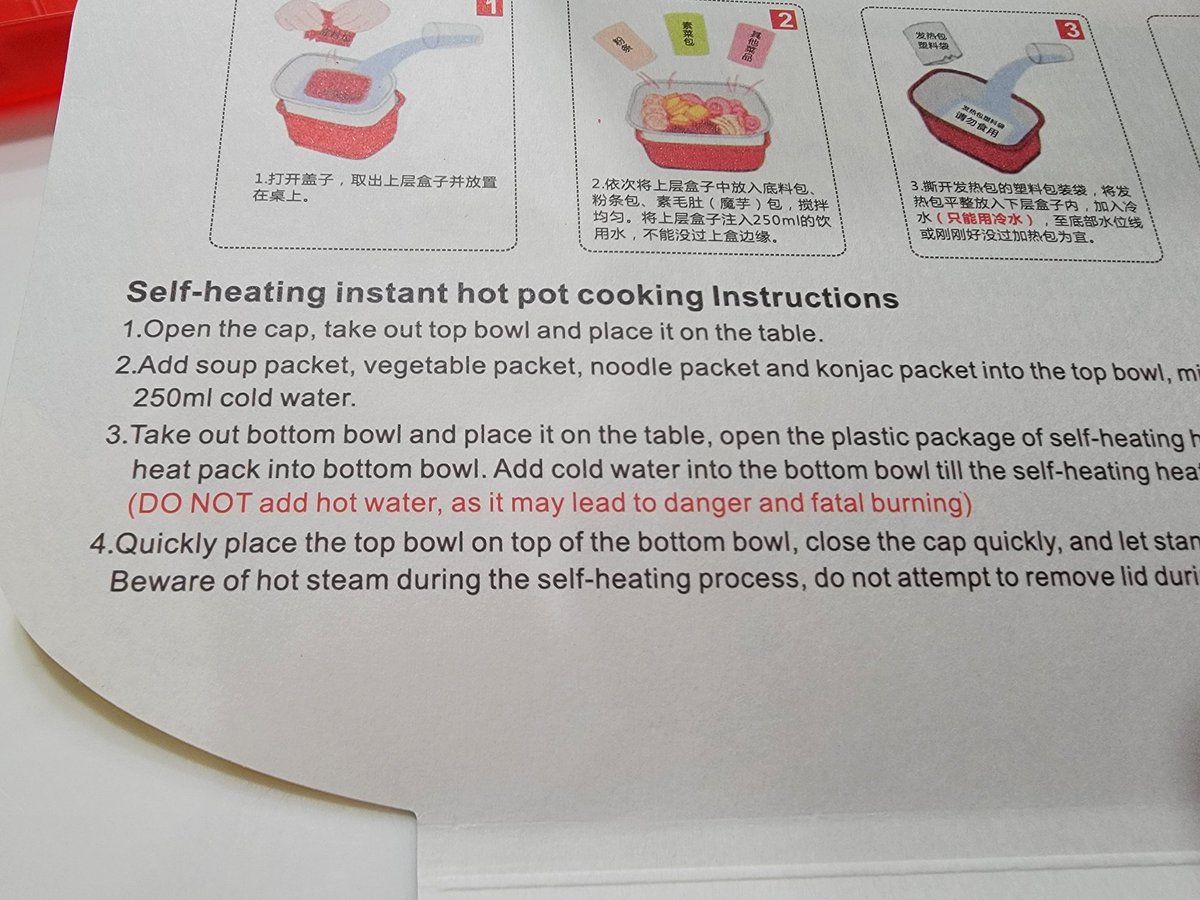 1
2
3
粉条
素菜包
其他菜品
发热包
塑料袋
发热包塑料袋
请勿食用
1.打开盖子，取出上层盒子并放置
在桌上。
2.依次将上层盒子中放入底料包、
粉条包、素毛肚（魔芋）包，搅拌
均匀。将上层盒子注入250ml的饮
用水，不能没过上盒边缘。
3.撕开发热包的塑料包装袋，将发
热包平整放入下层盒子内，加入冷
水（只能用冷水），至底部水位线
或刚刚好没过加热包为宜。
Self-heating instant hot pot cooking Instructions
1.Open the cap, take out top bowl and place it on the table.
2.Add soup packet, vegetable packet, noodle packet and konjac packet into the top bowl, mi
250ml cold water.
3.Take out bottom bowl and place it on the table, open the plastic package of self-heating h
heat pack into bottom bowl. Add cold water into the bottom bowl till the self-heating hea
(DO NOT add hot water, as it may lead to danger and fatal burning)
4.Quickly place the top bowl on top of the bottom bowl, close the cap quickly, and let stan
Beware of hot steam during the self-heating process, do not attempt to remove lid duri